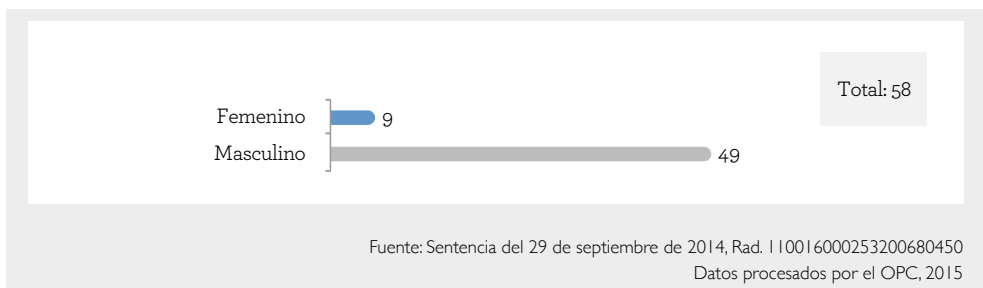 Total: 58
Femenino 9
Masculino 49
Fuente: Sentencia del 29 de septiembre de 2014, Rad. 110016000253200680450
Datos procesados por el OPC, 2015